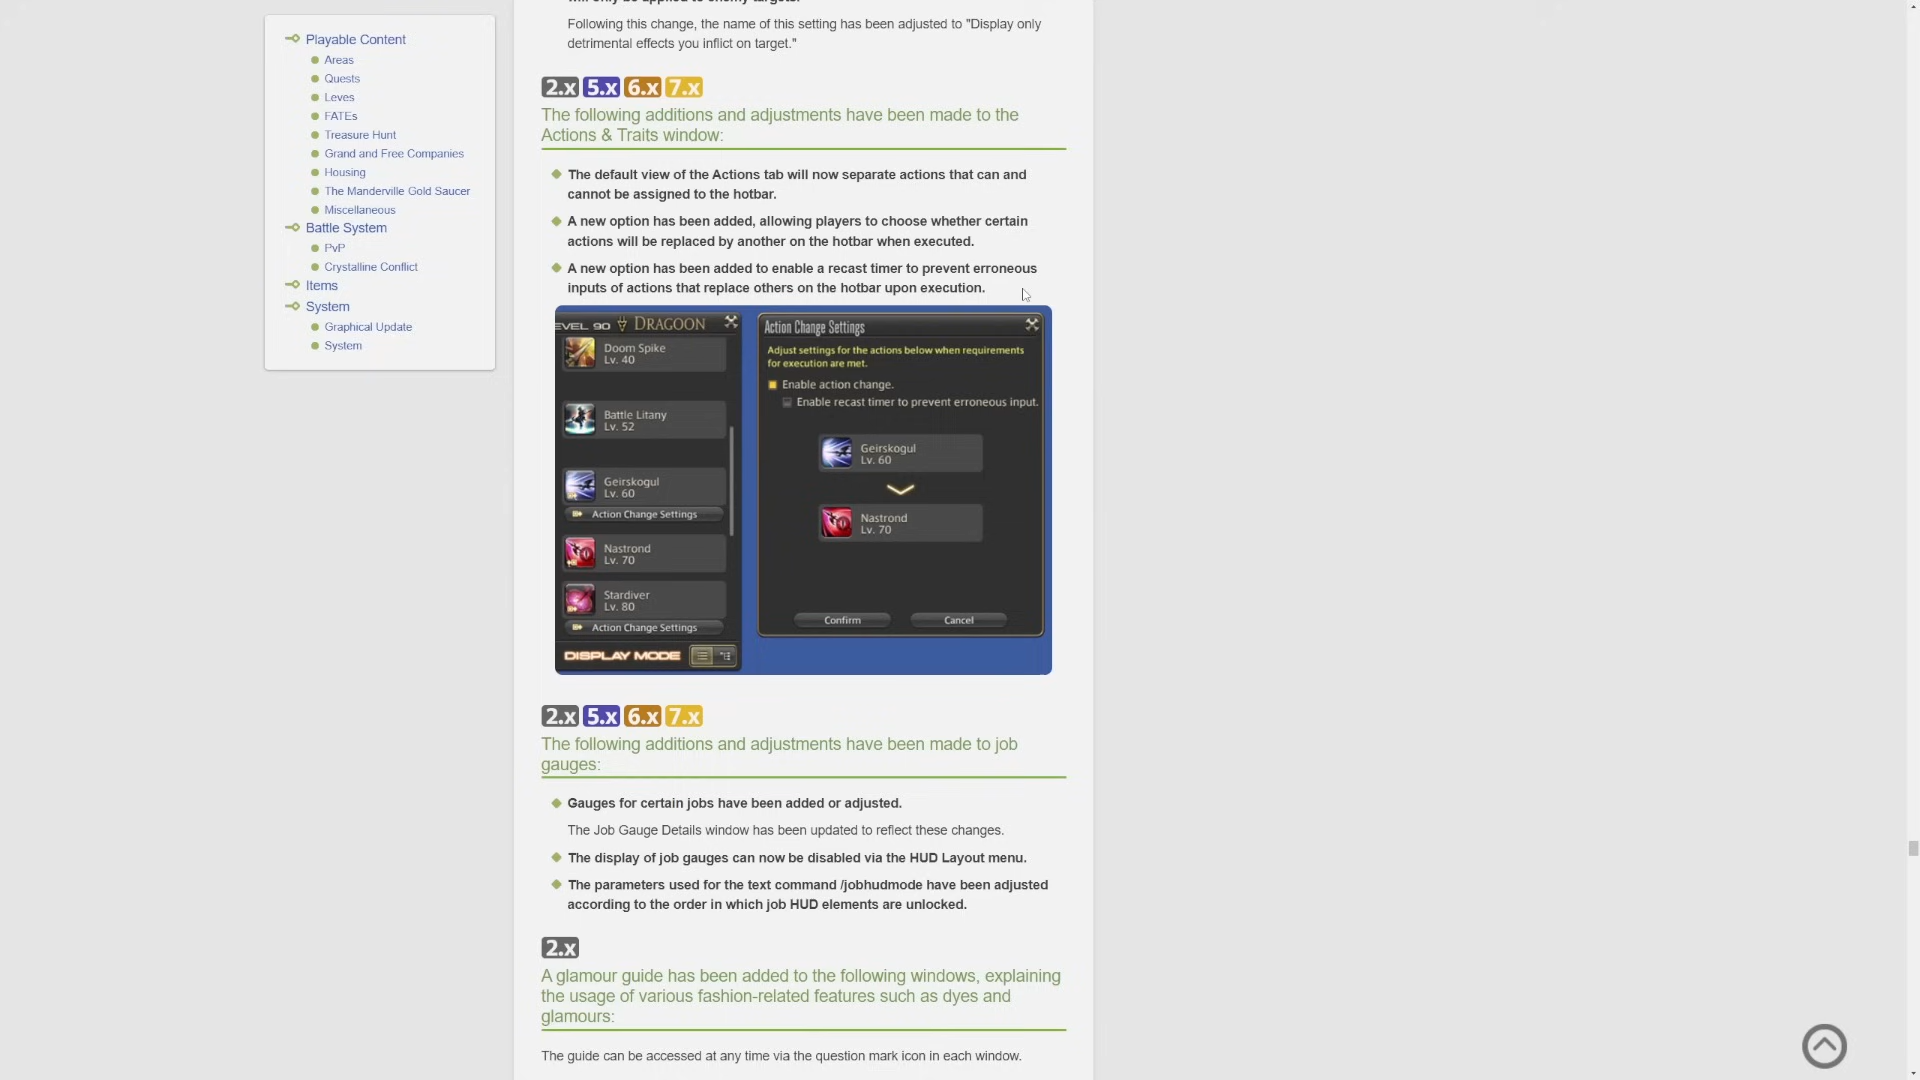 Playable Content
Areas
Quests
Leves
FATEs
Treasure Hunt
Grand and Free Companies
Housing
The Manderville Gold Saucer
Miscellaneous
Battle System
PvP
Crystalline Conflict
Items
System
Graphical Update
System
Following this change, the name of this setting has been adjusted to "Display only
detrimental effects you inflict on target."
2.x 5.x 6.x 7.x
The following additions and adjustments have been made to the
Actions & Traits window:
The default view of the Actions tab will now separate actions that can and
cannot be assigned to the hotbar.
A new option has been added, allowing players to choose whether certain
actions will be replaced by another on the hotbar when executed.
A new option has been added to enable a recast timer to prevent erroneous
inputs of actions that replace others on the hotbar upon execution.
EVEL 90 DRAGOON
Doom Spike
Lv. 40
Battle Litany
Lv. 52
Geirskogul
Lv. 60
Action Change Settings
Nastrond
Lv. 70
Stardiver
Lv. 80
Action Change Settings
DISPLAY MODE
Action Change Settings
Adjust settings for the actions below when requirements
for execution are met.
Enable action change.
Enable recast timer to prevent erroneous input.
Geirskogul
Lv. 60
Nastrond
Lv. 70
Confirm Cancel
2.x 5.x 6.x 7.x
The following additions and adjustments have been made to job
gauges:
Gauges for certain jobs have been added or adjusted.
The Job Gauge Details window has been updated to reflect these changes.
The display of job gauges can now be disabled via the HUD Layout menu.
The parameters used for the text command /jobhudmode have been adjusted
according to the order in which job HUD elements are unlocked.
2.x
A glamour guide has been added to the following windows, explaining
the usage of various fashion-related features such as dyes and
glamours:
The guide can be accessed at any time via the question mark icon in each window.